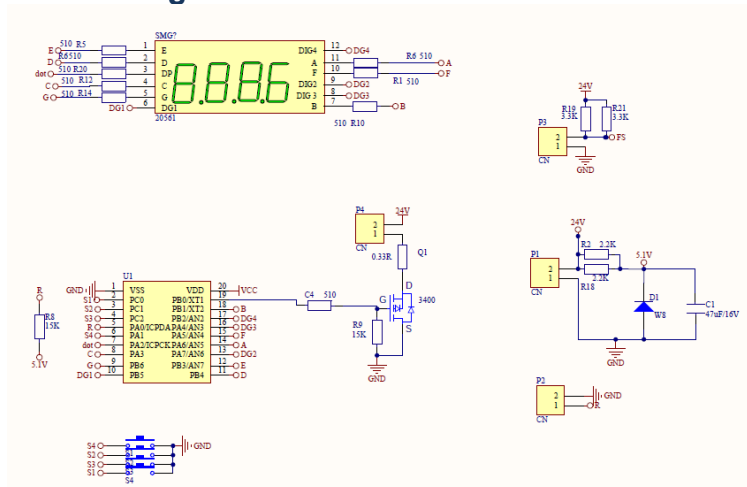 SMG?
E 510 R5 1 E DIG4 12 DG4
D R6510 2 D A 11 R6 510 A
dot 510 R20 3 DP F 10 F
C 510 R12 4 C DIG2 9 DG2 R1 510
G 510 R14 5 G DIG 3 8 DG3
DG1 6 DG1 B 7 B
20561 510 R10
24V
R19 R21
3.3K 3.3K
P3
2 FS
1
CN
GND
P4 24V
2
1
CN 0.33R Q1
24V
R2 2.2K 5.1V
P1
2
1 2.2K
CN R18
D1 C1
W8 47uF/16V
GND
U1
GND 1 VSS VDD 20 VCC
S1 2 PC0 PB0/XT1 19
S2 3 PC1 PB1/XT2 18 B
S3 4 PC2 PB2/AN2 17 DG4
R 5 PA0/ICPDA PA4/AN3 16 DG3
S4 6 PA1 PA5/AN4 15 F
dot 7 PA2/ICPCK PA6/AN5 14 A
C 8 PA3 PA7/AN6 13 DG2
G 9 PB6 PB3/AN7 12 E
DG1 10 PB5 PB4 11 D
C4 510
D
G 3400
S
R9
15K
GND
R
R8
15K
5.1V
P2
2 GND
1 R
CN
S4
S2 GND
S3
S1
S4